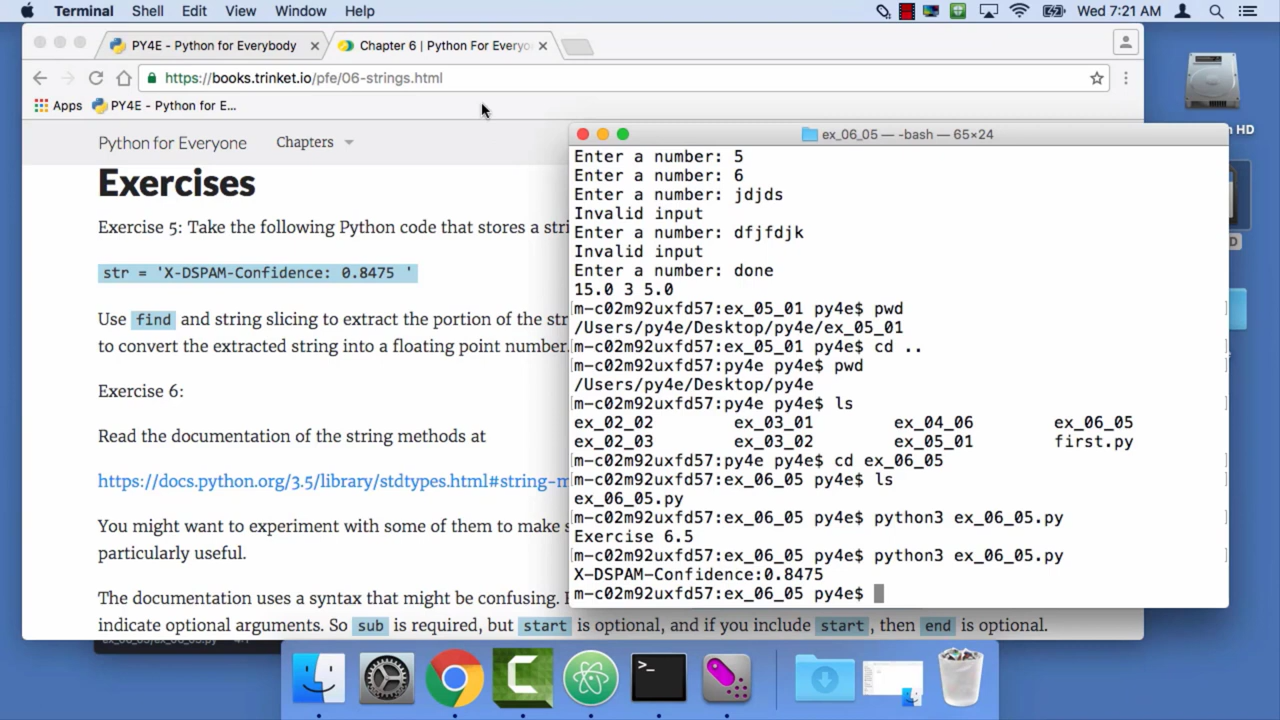 Terminal Shell Edit View Window Help Wed 7:21 AM
PY4E - Python for Everybody
Chapter 6 | Python For Everyo
https://books.trinket.io/pfe/06-strings.html
Apps PY4E - Python for E...
Python for Everyone Chapters
Exercises
Exercise 5: Take the following Python code that stores a stri
str = 'X-DSPAM-Confidence: 0.8475 '
Use find and string slicing to extract the portion of the str
to convert the extracted string into a floating point number.
Exercise 6:
Read the documentation of the string methods at
https://docs.python.org/3.5/library/stdtypes.html#string-m
You might want to experiment with some of them to make s
particularly useful.
The documentation uses a syntax that might be confusing.
indicate optional arguments. So sub is required, but start is optional, and if you include start, then end is optional.
ex_06_05 — -bash — 65×24
Enter a number: 5
Enter a number: 6
Enter a number: jdjds
Invalid input
Enter a number: dfjfdjk
Invalid input
Enter a number: done
15.0 3 5.0
[m-c02m92uxfd57:ex_05_01 py4e$ pwd ]
/Users/py4e/Desktop/py4e/ex_05_01
[m-c02m92uxfd57:ex_05_01 py4e$ cd .. ]
[m-c02m92uxfd57:py4e py4e$ pwd ]
/Users/py4e/Desktop/py4e
[m-c02m92uxfd57:py4e py4e$ ls ]
ex_02_02 ex_03_01 ex_04_06 ex_06_05
ex_02_03 ex_03_02 ex_05_01 first.py
[m-c02m92uxfd57:py4e py4e$ cd ex_06_05 ]
[m-c02m92uxfd57:ex_06_05 py4e$ ls ]
ex_06_05.py
[m-c02m92uxfd57:ex_06_05 py4e$ python3 ex_06_05.py ]
Exercise 6.5
[m-c02m92uxfd57:ex_06_05 py4e$ python3 ex_06_05.py ]
X-DSPAM-Confidence:0.8475
m-c02m92uxfd57:ex_06_05 py4e$
HD
D